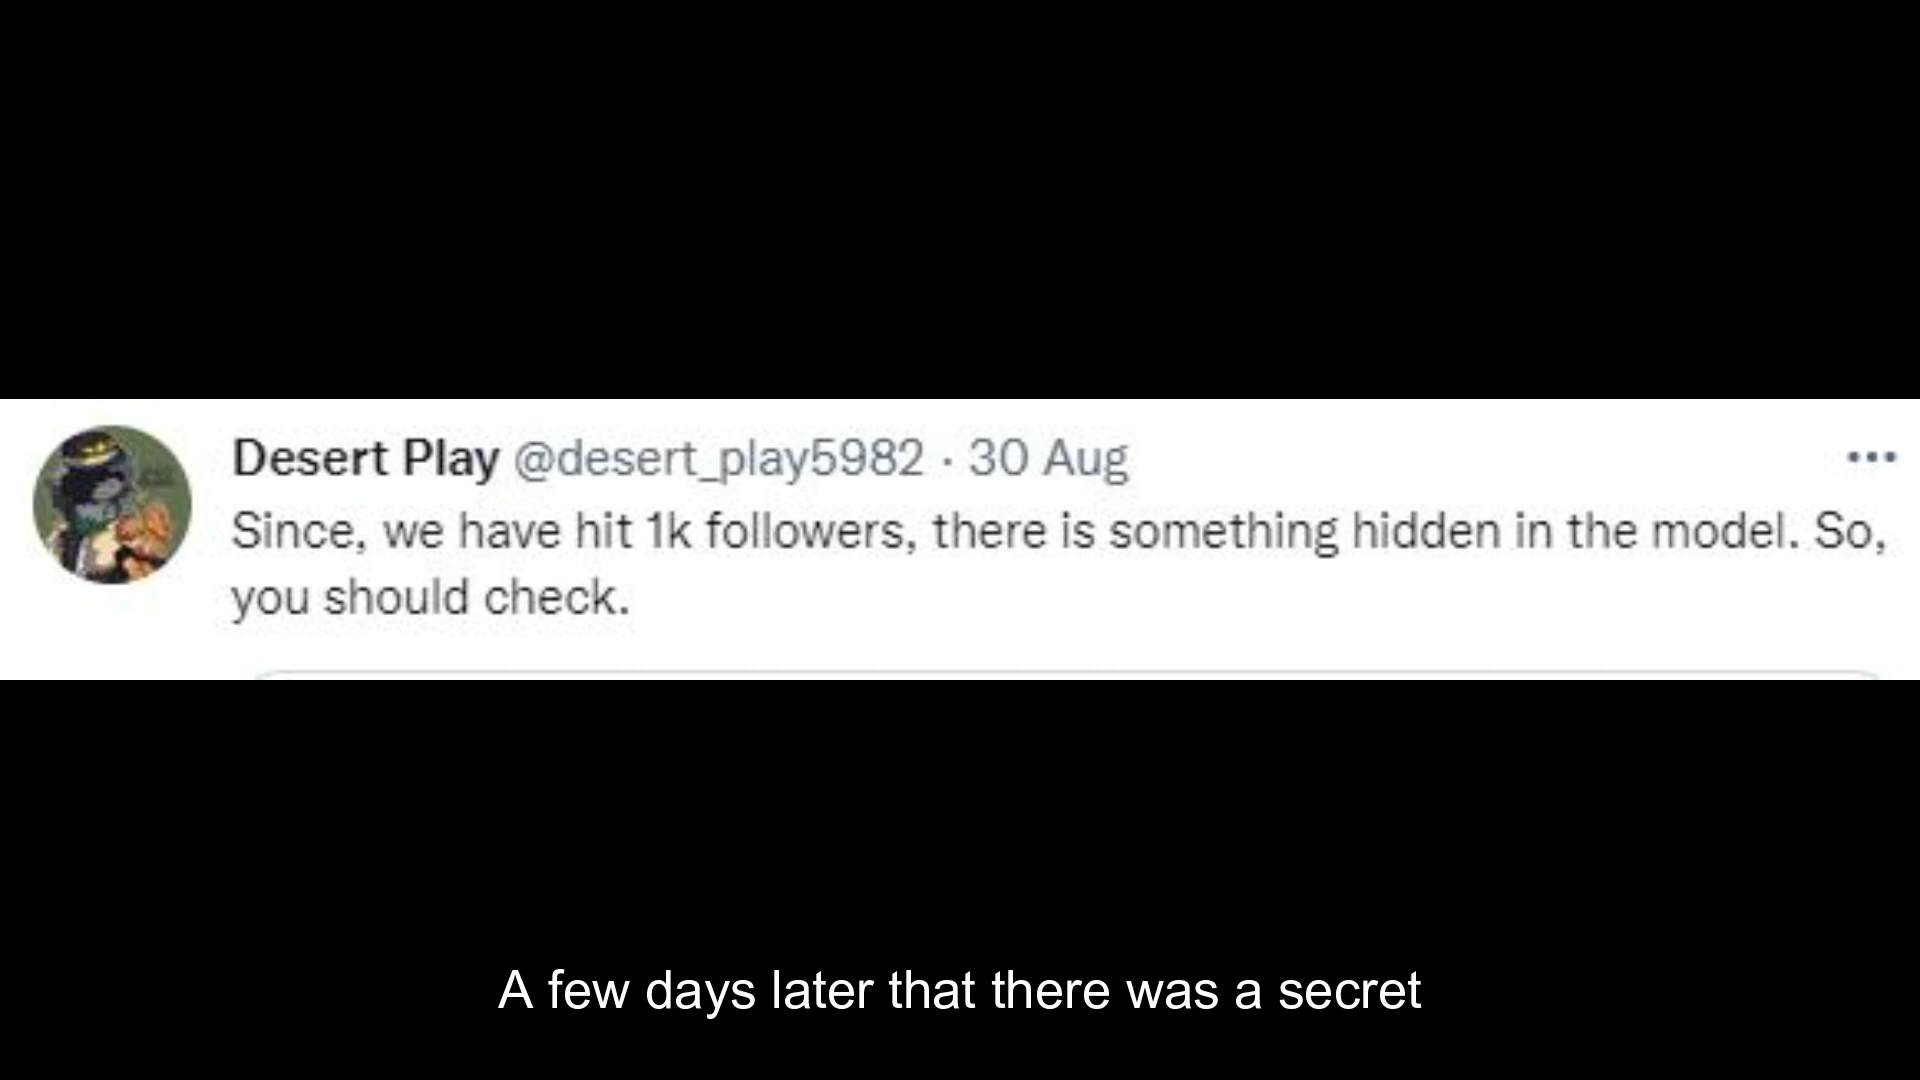 Desert Play @desert_play5982 · 30 Aug
Since, we have hit 1k followers, there is something hidden in the model. So,
you should check.
A few days later that there was a secret